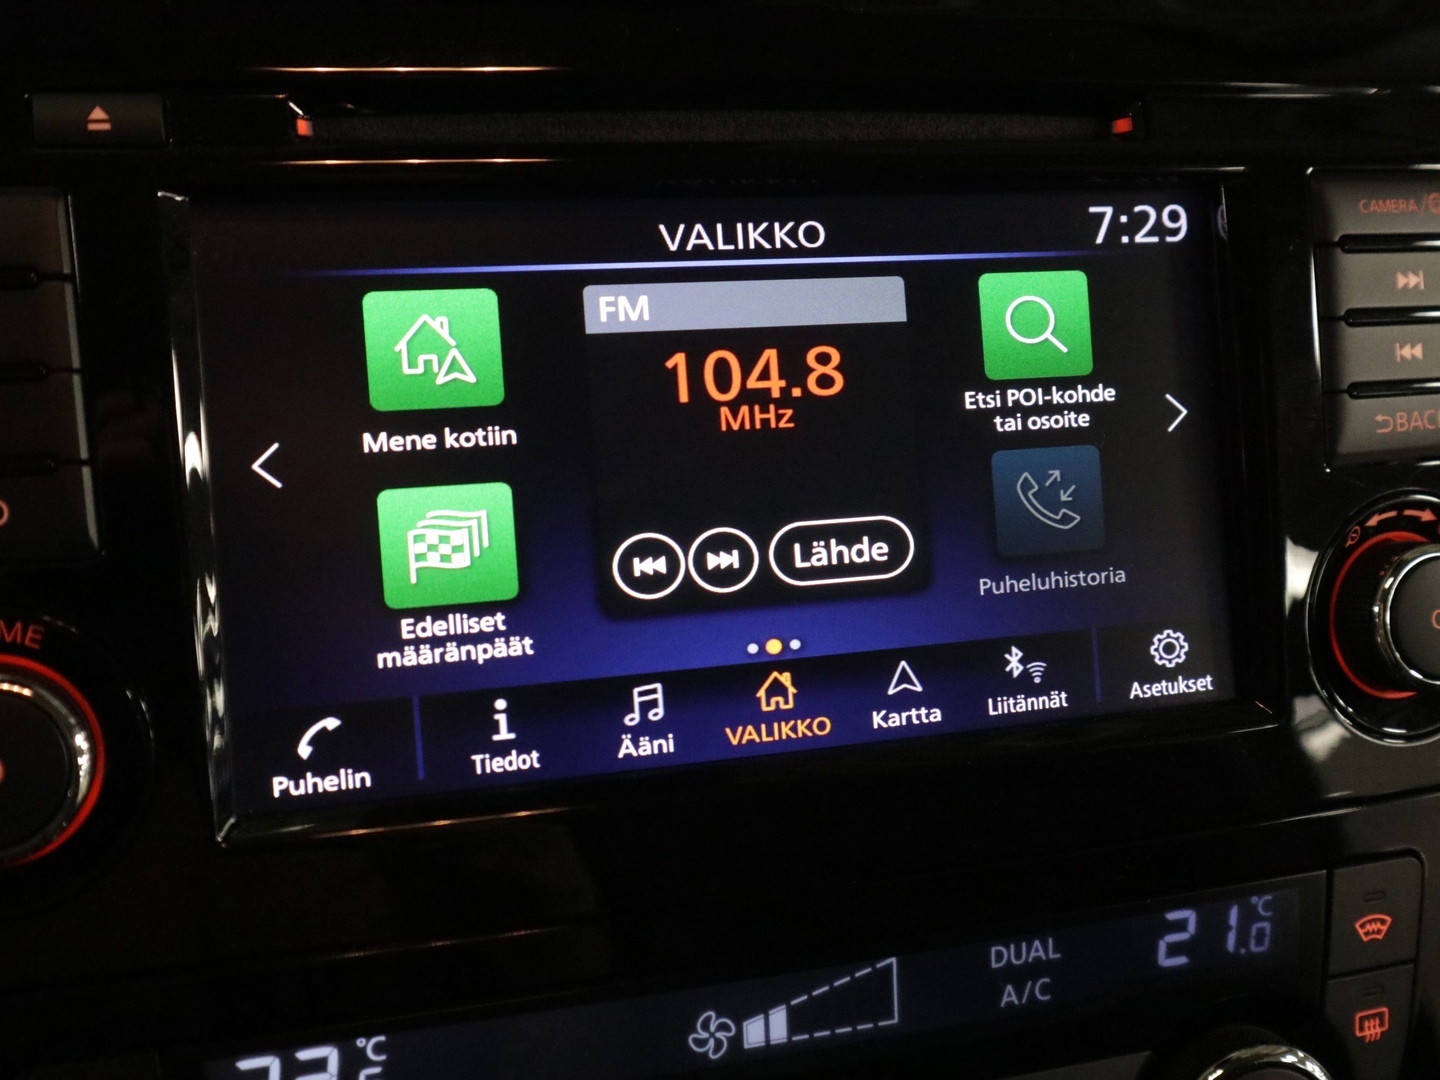 CAMERA/
VALIKKO
7:29
FM
104.8
MHz
Mene kotiin
Etsi POI-kohde
tai osoite
BACK
Lähde
Puheluhistoria
Edelliset
määränpäät
Puhelin
Tiedot
Ääni
VALIKKO
Kartta
Liitännät
Asetukset
DUAL
A/C
21.0
°C
°C